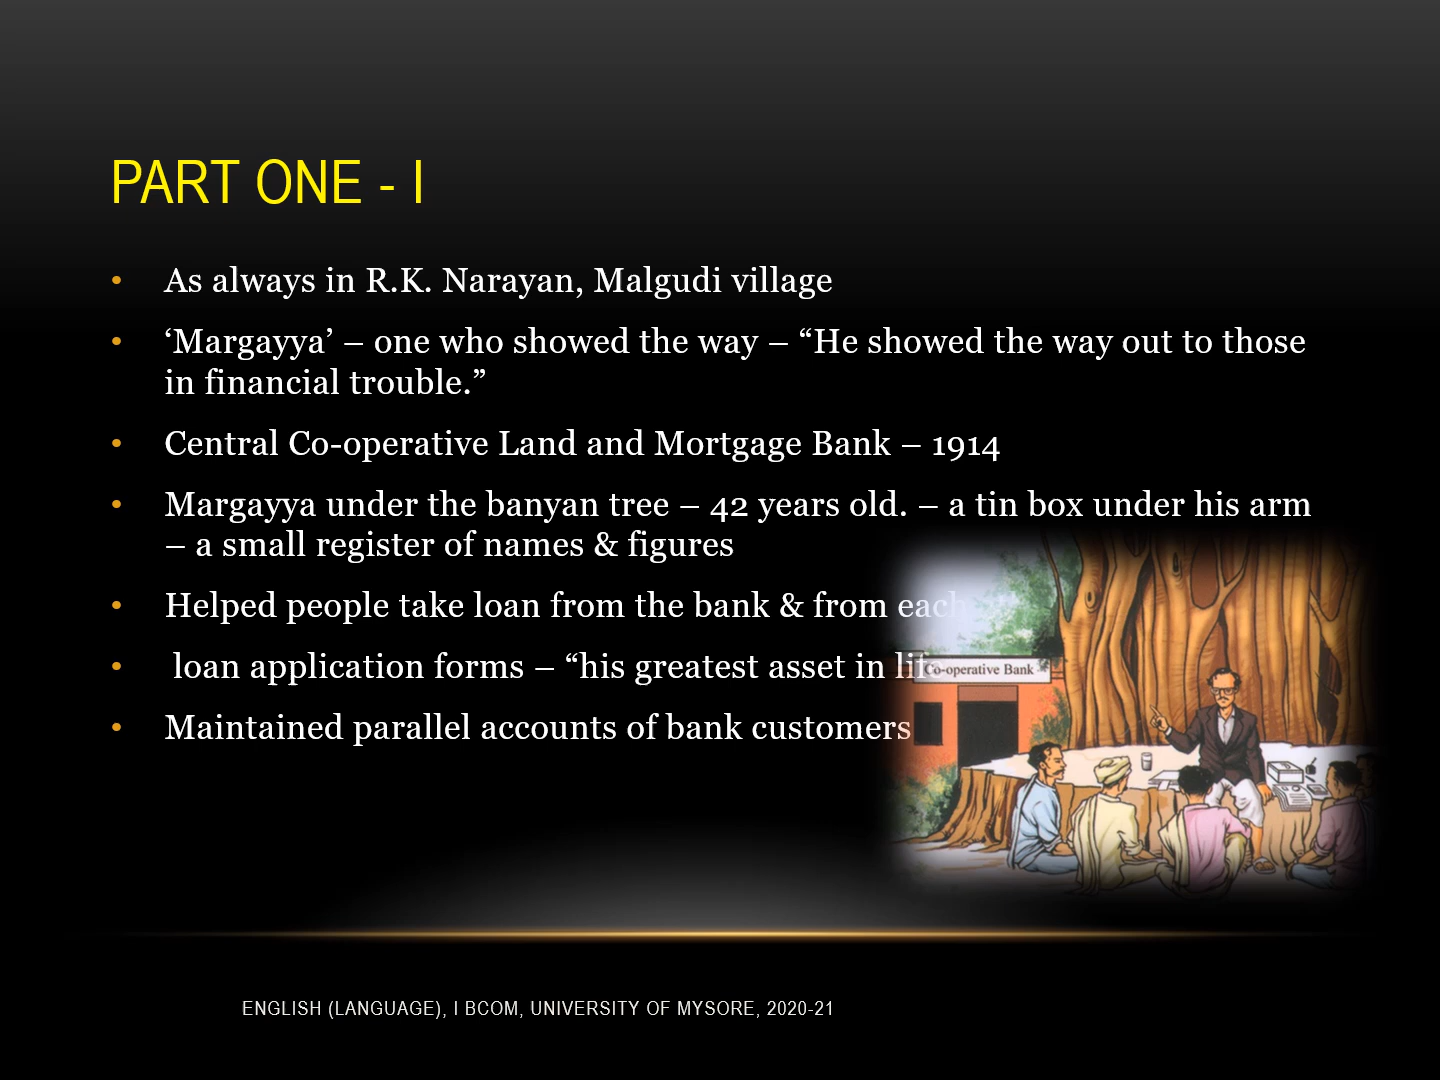 PART ONE - I
• As always in R.K. Narayan, Malgudi village
• ‘Margayya’ – one who showed the way – “He showed the way out to those
in financial trouble.”
• Central Co-operative Land and Mortgage Bank – 1914
• Margayya under the banyan tree – 42 years old. – a tin box under his arm
– a small register of names & figures
• Helped people take loan from the bank & from each
• loan application forms – “his greatest asset in life
Co-operative Bank
• Maintained parallel accounts of bank customers
ENGLISH (LANGUAGE), I BCOM, UNIVERSITY OF MYSORE, 2020-21